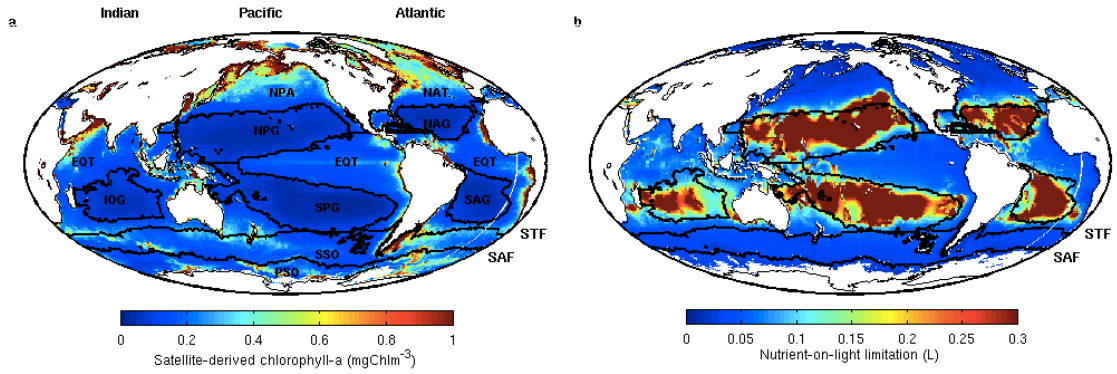 Indian Pacific Atlantic
a
b
NPA NAT
NPG NAG
EQT EQT EQT
IOG SPG SAG
STF STF
SSO SAF SAF
PSO
0 0.2 0.4 0.6 0.8 1
Satellite-derived chlorophyll-a (mgChlm-3)
0 0.05 0.1 0.15 0.2 0.25 0.3
Nutrient-on-light limitation (L)